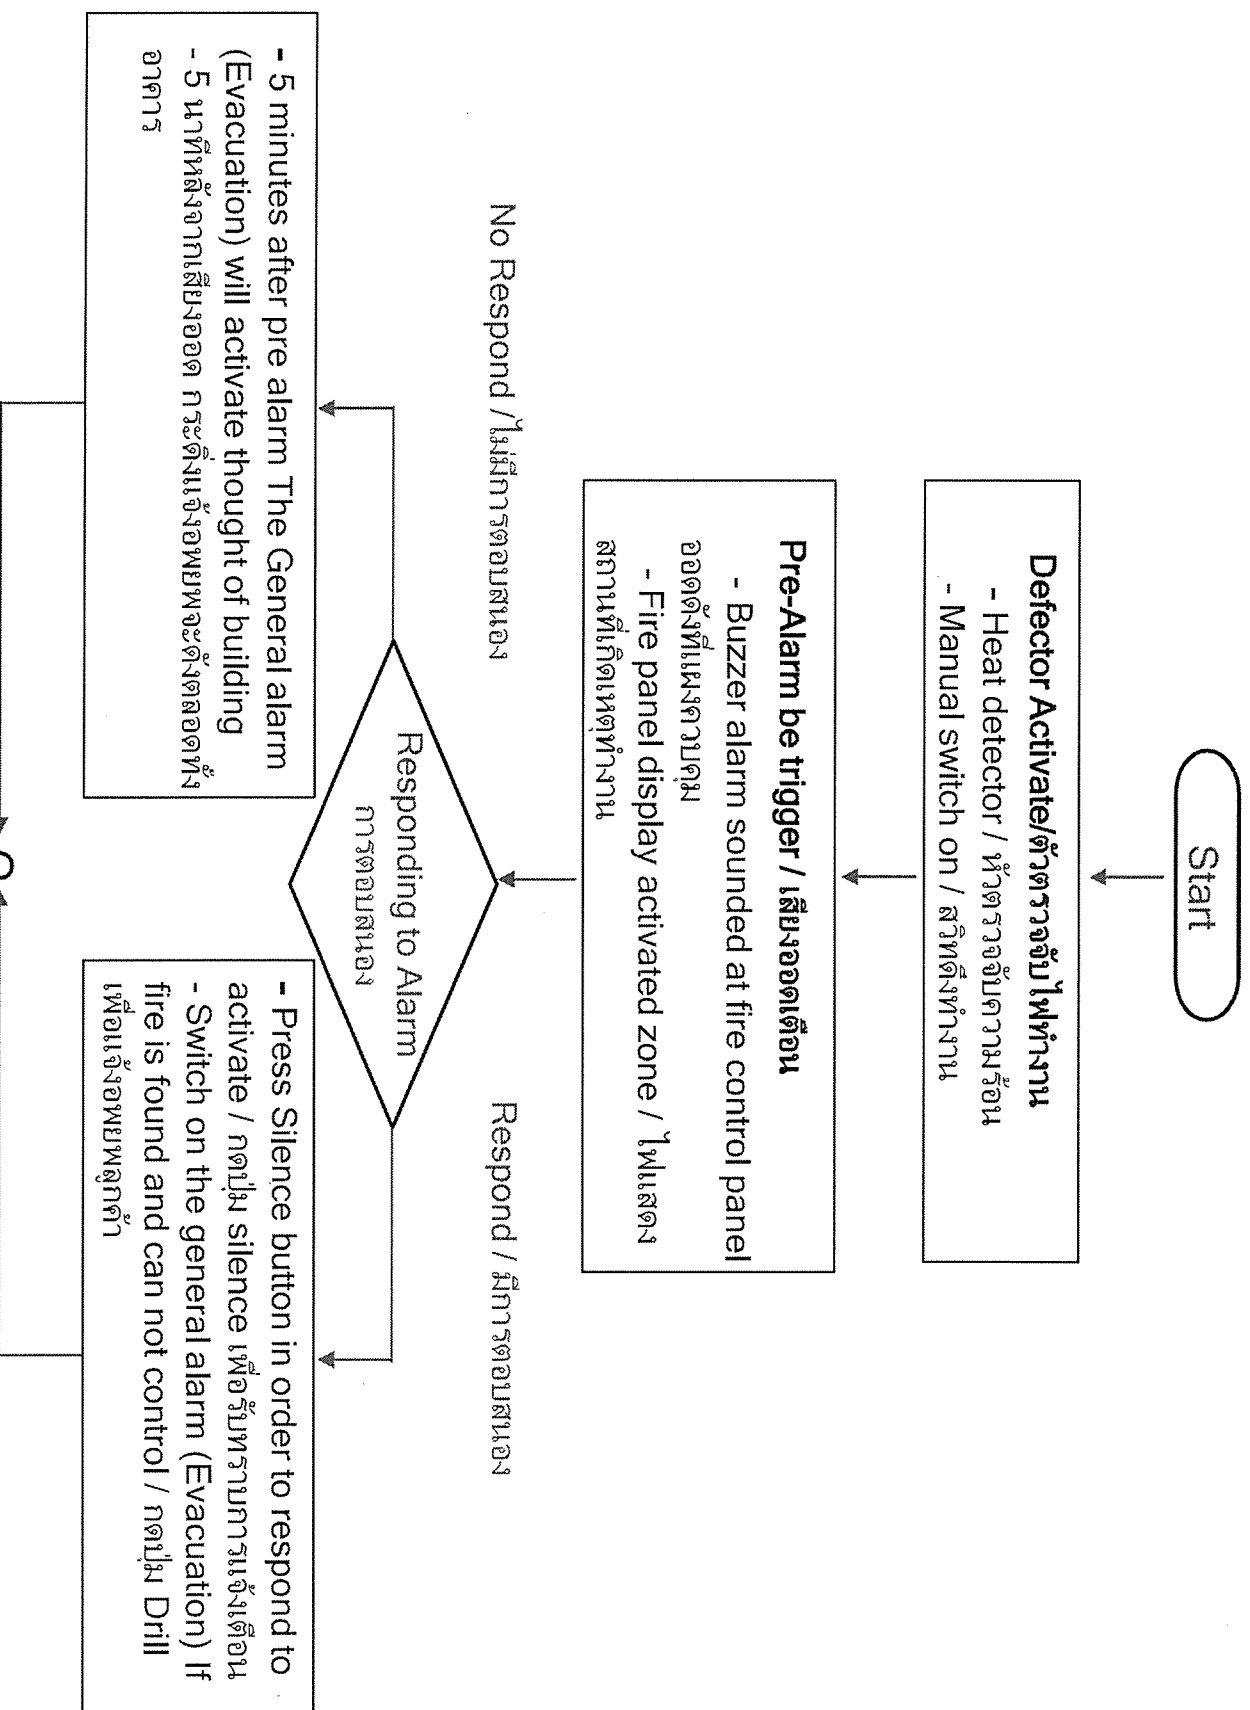 Start
Defector Activate/ตัวตรวจจับไฟทำงาน
- Heat detector / หัวตรวจจับความร้อน
- Manual switch on / สวิทดึงทำงาน
Pre-Alarm be trigger / เสียงออดเตือน
- Buzzer alarm sounded at fire control panel
ออดดังที่แผงควบคุม
- Fire panel display activated zone / ไฟแสดง
สถานที่เกิดเหตุทำงาน
No Respond /ไม่มีการตอบสนอง
Respond / มีการตอบสนอง
Responding to Alarm
การตอบสนอง
- 5 minutes after pre alarm The General alarm
(Evacuation) will activate thought of building
- 5 นาทีหลังจากเสียงออด กระดิ่งแจ้งอพยพจะดังตลอดทั้ง
อาคาร
- Press Silence button in order to respond to
activate / กดปุ่ม silence เพื่อรับทราบการแจ้งเตือน
- Switch on the general alarm (Evacuation) If
fire is found and can not control / กดปุ่ม Drill
เพื่อแจ้งอพยพลูกค้า